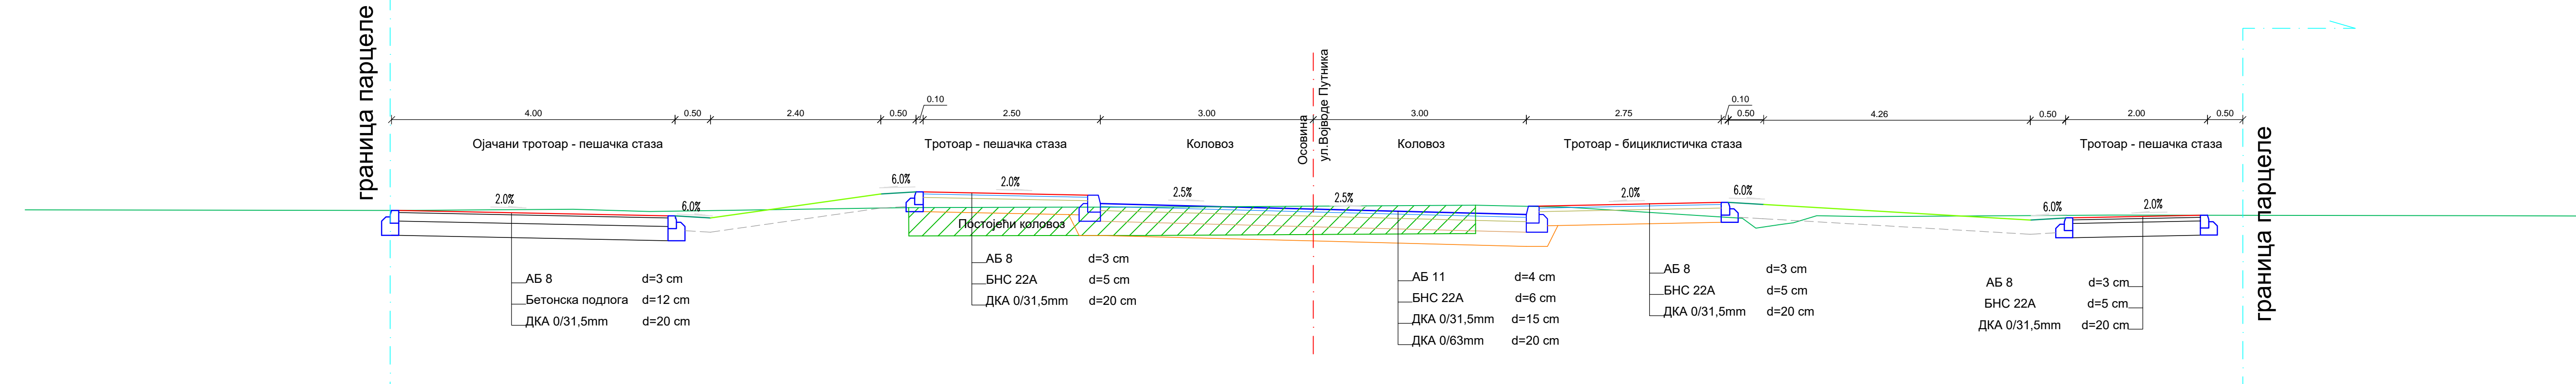 граница парцеле
4.00
0.50
2.40
0.50
0.10
2.50
3.00
3.00
2.75
0.10
0.50
4.26
0.50
2.00
0.50
Осовина
ул.Војводе Путника
Ојачани тротоар - пешачка стаза
Тротоар - пешачка стаза
Коловоз
Коловоз
Тротоар - бициклистичка стаза
Тротоар - пешачка стаза
граница парцеле
2.0%
6.0%
6.0%
2.0%
2.5%
2.5%
2.0%
6.0%
6.0%
2.0%
Постојећи коловоз
АБ 8 d=3 cm
Бетонска подлога d=12 cm
ДКА 0/31,5mm d=20 cm
АБ 8 d=3 cm
БНС 22А d=5 cm
ДКА 0/31,5mm d=20 cm
АБ 11 d=4 cm
БНС 22А d=6 cm
ДКА 0/31,5mm d=15 cm
ДКА 0/63mm d=20 cm
АБ 8 d=3 cm
БНС 22А d=5 cm
ДКА 0/31,5mm d=20 cm
АБ 8 d=3 cm
БНС 22А d=5 cm
ДКА 0/31,5mm d=20 cm